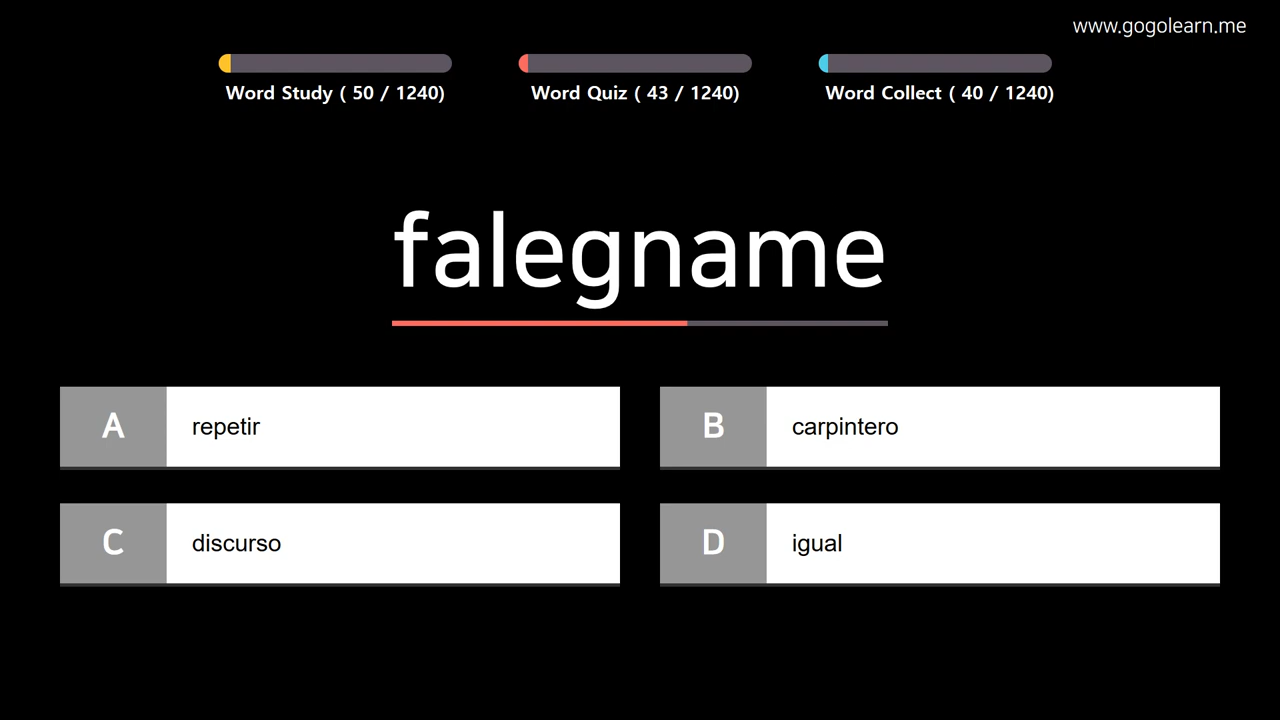 www.gogolearn.me
Word Study ( 50 / 1240)
Word Quiz ( 43 / 1240)
Word Collect ( 40 / 1240)
falegname
A repetir
B carpintero
C discurso
D igual